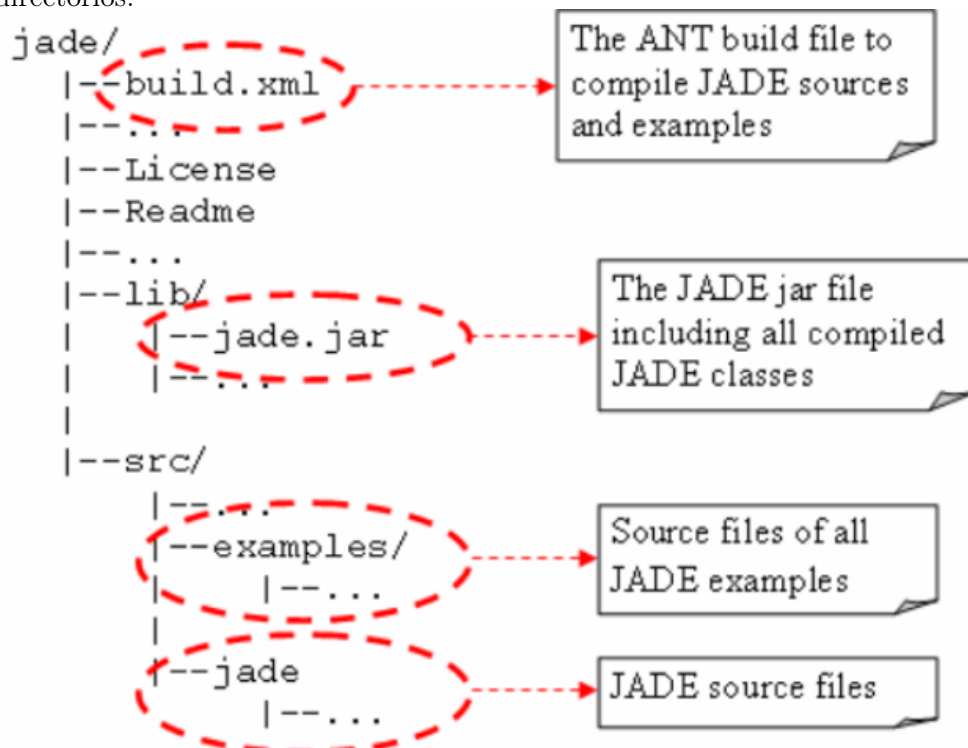 directorios:
jade/
|--build.xml
|--...
|--License
|--Readme
|--...
|--lib/
|--jade.jar
|--...
|--src/
|--...
|--examples/
|--...
|--jade
|--...
The ANT build file to
compile JADE sources
and examples
The JADE jar file
including all compiled
JADE classes
Source files of all
JADE examples
JADE source files